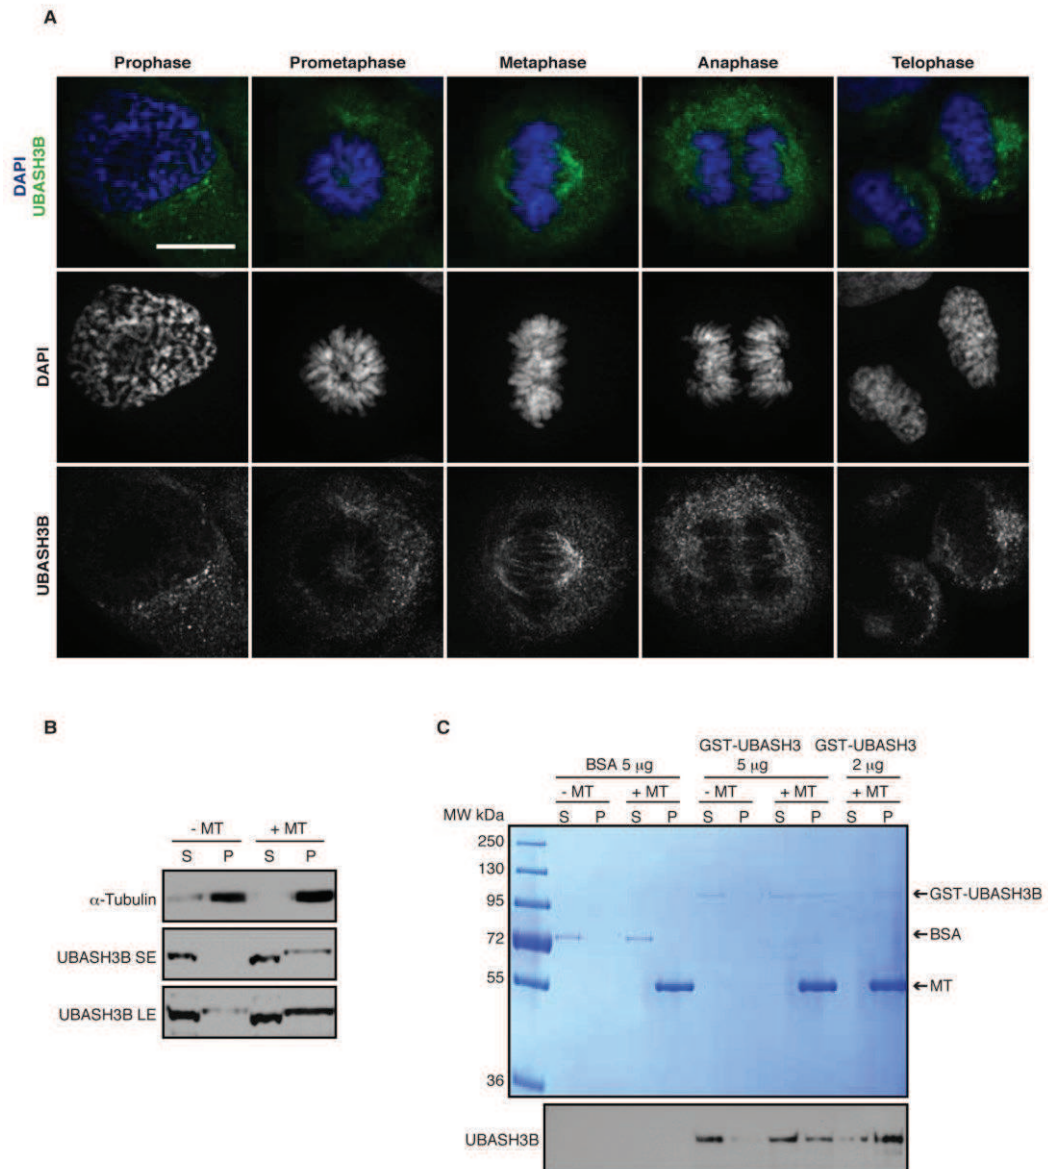 A
Prophase Prometaphase Metaphase Anaphase Telophase
DAPI
UBASH3B
DAPI
UBASH3B
B
- MT + MT
S P S P
α-Tubulin
UBASH3B SE
UBASH3B LE
C
GST-UBASH3 GST-UBASH3
BSA 5 µg 5 µg 2 µg
- MT + MT - MT + MT + MT
MW kDa S P S P S P S P S P
250
130
95
72
55
36
GST-UBASH3B
BSA
MT
UBASH3B